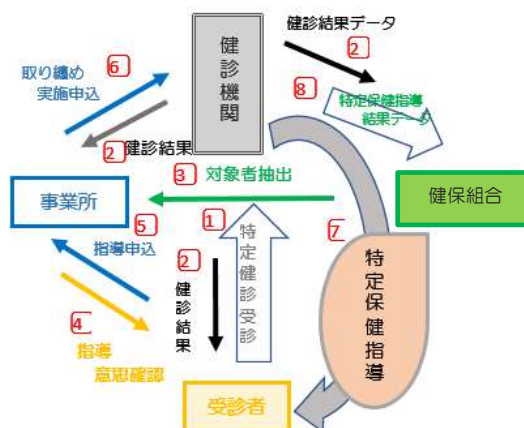 健診機関
健診結果データ
2
6
取り纏め
実施申込
8
特定保健指導
結果データ
2
健診結果
3
対象者抽出
事業所
健保組合
5
1
7
指導申込
2
特定健診受診
健診結果
特定保健指導
4
指導
意思確認
受診者